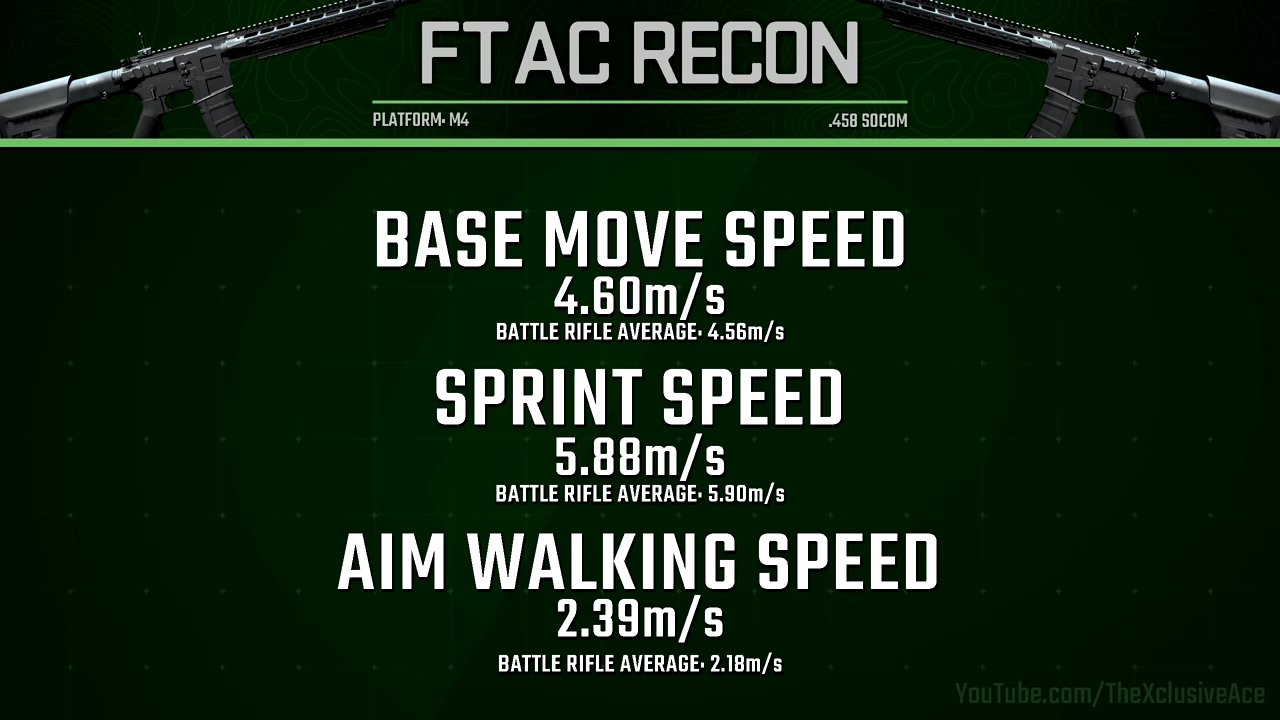 FTAC RECON
PLATFORM: M4
.458 SOCOM
BASE MOVE SPEED
4.60m/s
BATTLE RIFLE AVERAGE: 4.56m/s
SPRINT SPEED
5.88m/s
BATTLE RIFLE AVERAGE: 5.90m/s
AIM WALKING SPEED
2.39m/s
BATTLE RIFLE AVERAGE: 2.18m/s
YouTube.com/TheXclusiveAce